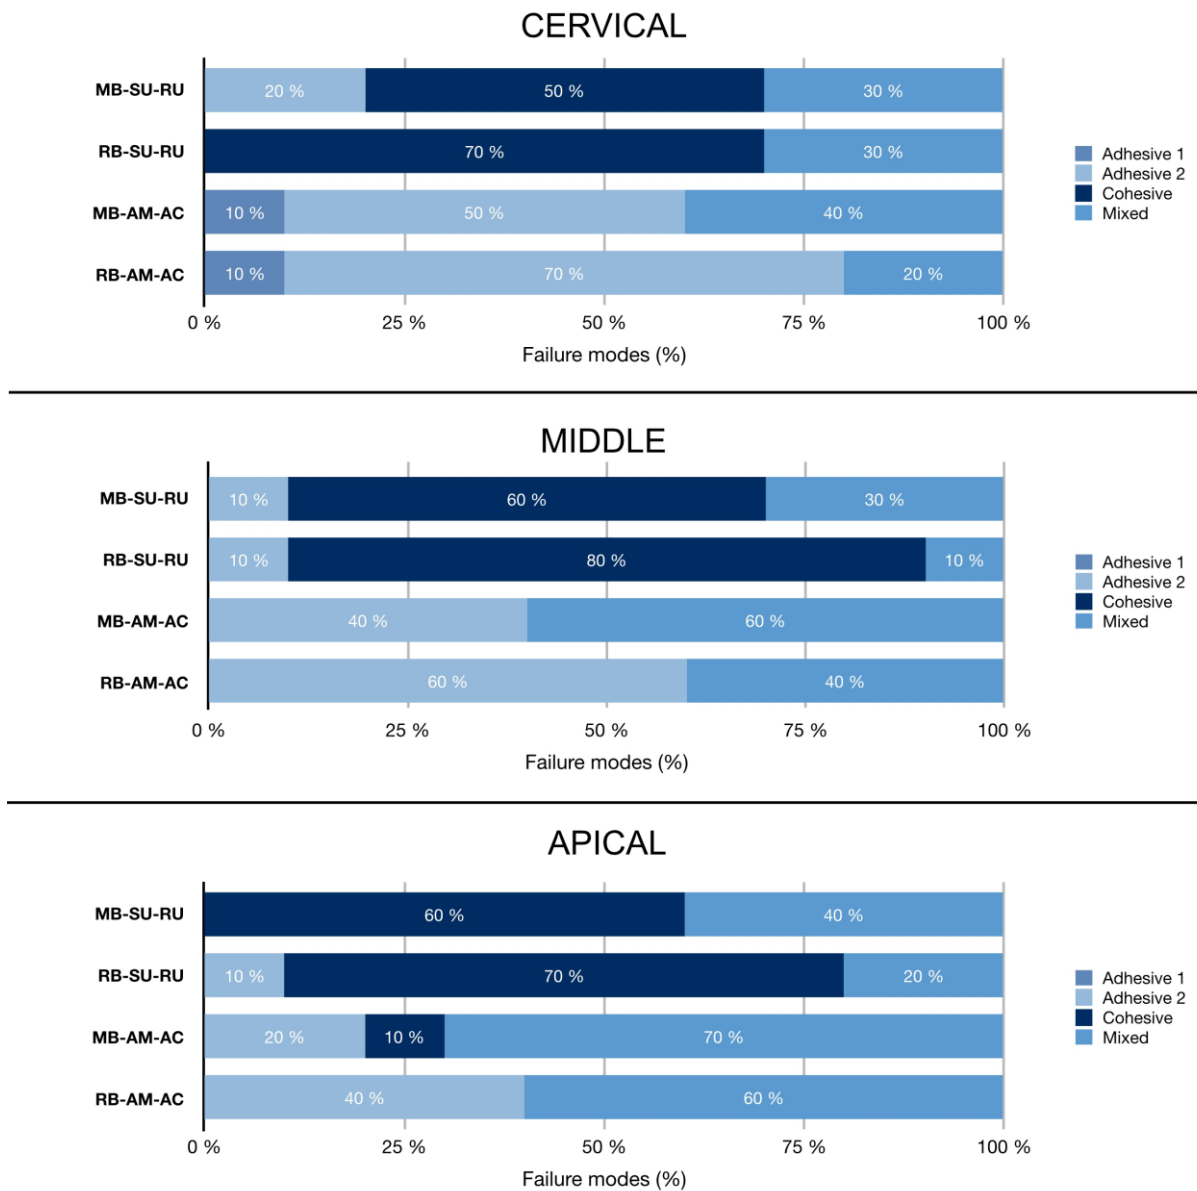 CERVICAL
MB-SU-RU 20 % 50 % 30 %
RB-SU-RU 70 % 30 %
MB-AM-AC 10 % 50 % 40 %
RB-AM-AC 10 % 70 % 20 %
0 % 25 % 50 % 75 % 100 %
Failure modes (%)
Adhesive 1
Adhesive 2
Cohesive
Mixed
MIDDLE
MB-SU-RU 10 % 60 % 30 %
RB-SU-RU 10 % 80 % 10 %
MB-AM-AC 40 % 60 %
RB-AM-AC 60 % 40 %
0 % 25 % 50 % 75 % 100 %
Failure modes (%)
Adhesive 1
Adhesive 2
Cohesive
Mixed
APICAL
MB-SU-RU 60 % 40 %
RB-SU-RU 10 % 70 % 20 %
MB-AM-AC 20 % 10 % 70 %
RB-AM-AC 40 % 60 %
0 % 25 % 50 % 75 % 100 %
Failure modes (%)
Adhesive 1
Adhesive 2
Cohesive
Mixed